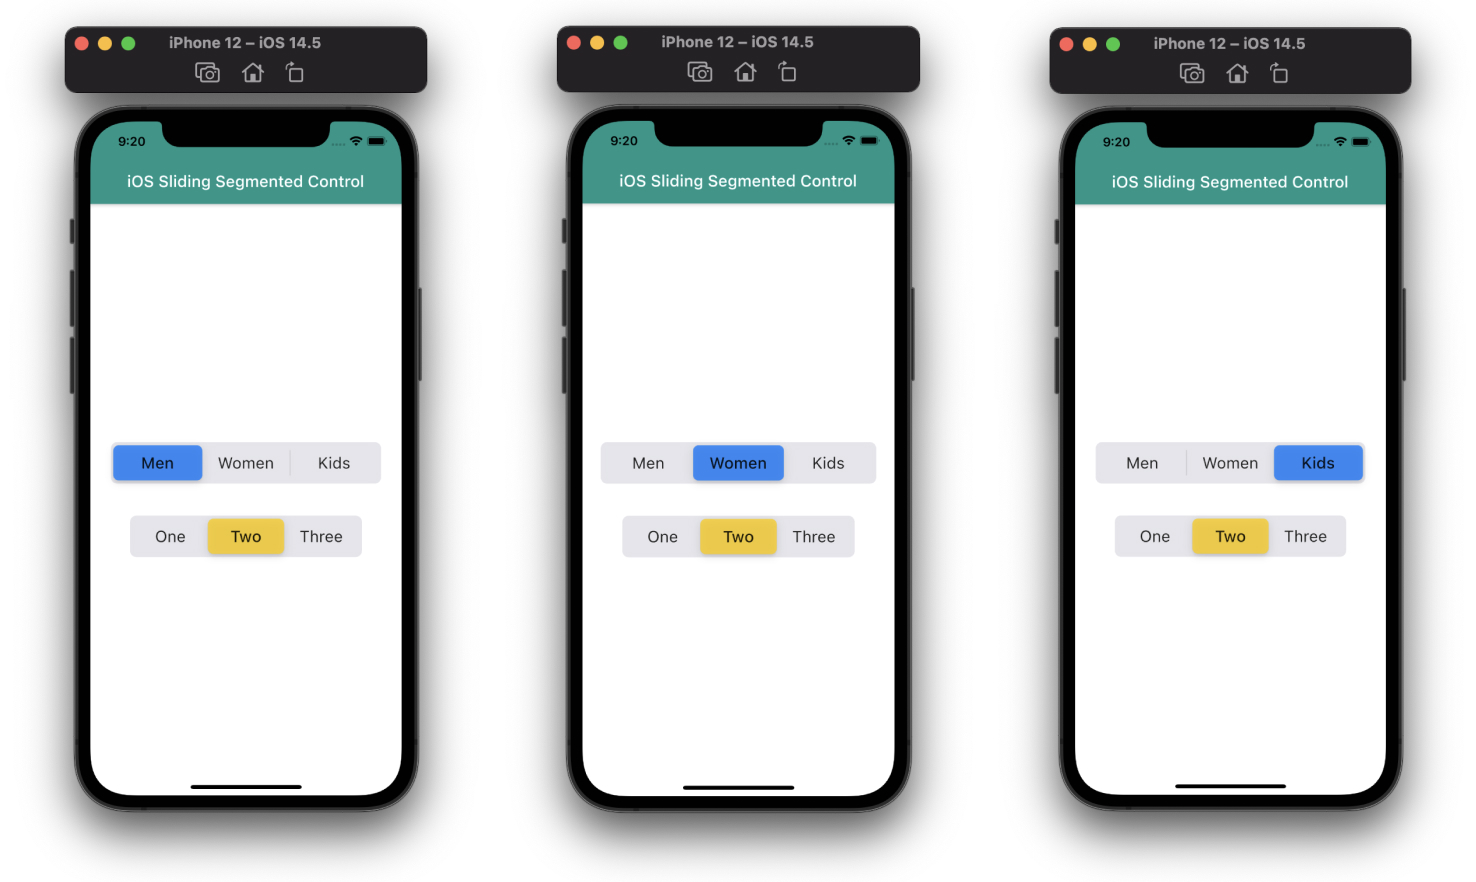 iPhone 12 – iOS 14.5
9:20
iOS Sliding Segmented Control
Men Women Kids
One Two Three
iPhone 12 – iOS 14.5
9:20
iOS Sliding Segmented Control
Men Women Kids
One Two Three
iPhone 12 – iOS 14.5
9:20
iOS Sliding Segmented Control
Men Women Kids
One Two Three